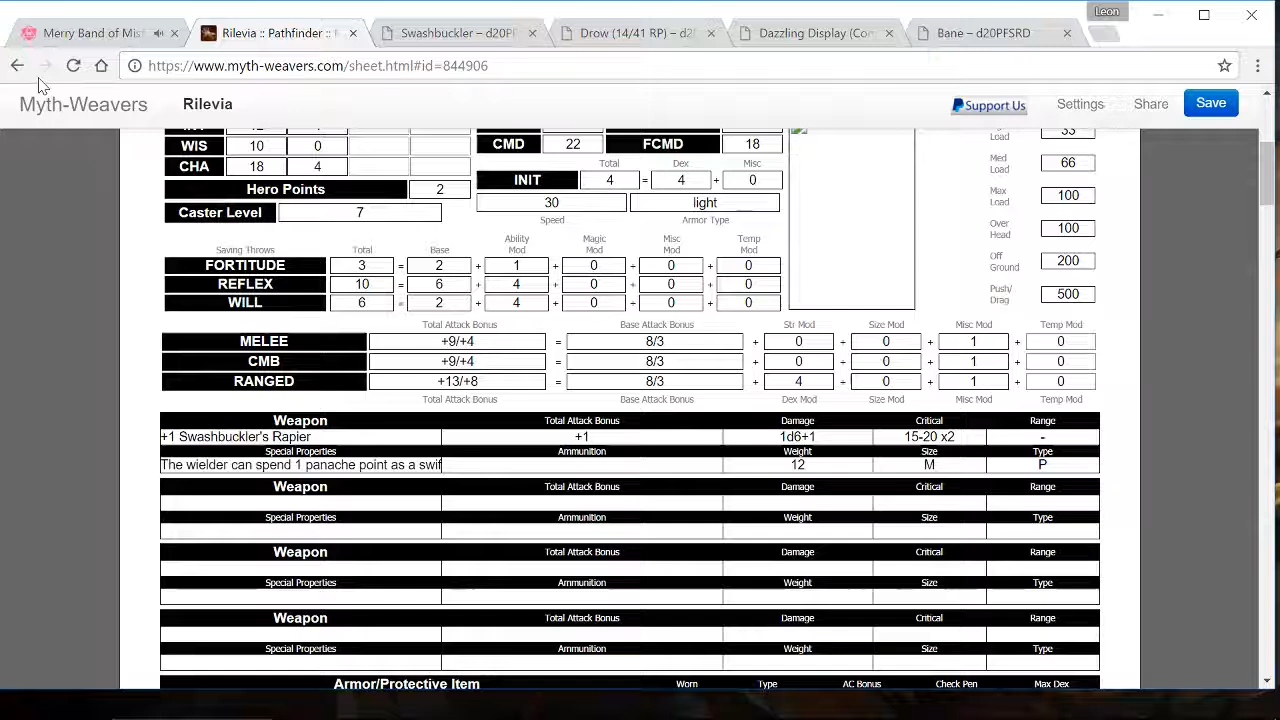 Leon
Merry Band of Mis
Rilevia :: Pathfinder ::
Swashbuckler – d20P
Drow (14/41 RP) – d
Dazzling Display (Co
Bane – d20PFSRD
https://www.myth-weavers.com/sheet.html#id=844906
Myth-Weavers Rilevia Support Us Settings Share Save
WIS 10 0 CMD 22 FCMD 18 Load 33
CHA 18 4 Total Dex Misc Med Load 66
Hero Points 2 INIT 4 = 4 + 0 Max Load 100
Caster Level 7 30 light Over Head 100
Speed Armor Type
Off Ground 200
Push/ Drag 500
Saving Throws Total Base Ability Mod Magic Mod Misc Mod Temp Mod
FORTITUDE 3 = 2 + 1 + 0 + 0 + 0
REFLEX 10 = 6 + 4 + 0 + 0 + 0
WILL 6 = 2 + 4 + 0 + 0 + 0
Total Attack Bonus Base Attack Bonus Str Mod Size Mod Misc Mod Temp Mod
MELEE +9/+4 = 8/3 + 0 + 0 + 1 + 0
CMB +9/+4 = 8/3 + 0 + 0 + 1 + 0
RANGED +13/+8 = 8/3 + 4 + 0 + 1 + 0
Total Attack Bonus Base Attack Bonus Dex Mod Size Mod Misc Mod Temp Mod
Weapon Total Attack Bonus Damage Critical Range
+1 Swashbuckler's Rapier +1 1d6+1 15-20 x2 -
Special Properties Ammunition Weight Size Type
The wielder can spend 1 panache point as a swif 12 M P
Weapon Total Attack Bonus Damage Critical Range
Special Properties Ammunition Weight Size Type
Weapon Total Attack Bonus Damage Critical Range
Special Properties Ammunition Weight Size Type
Weapon Total Attack Bonus Damage Critical Range
Special Properties Ammunition Weight Size Type
Armor/Protective Item Worn Type AC Bonus Check Pen Max Dex